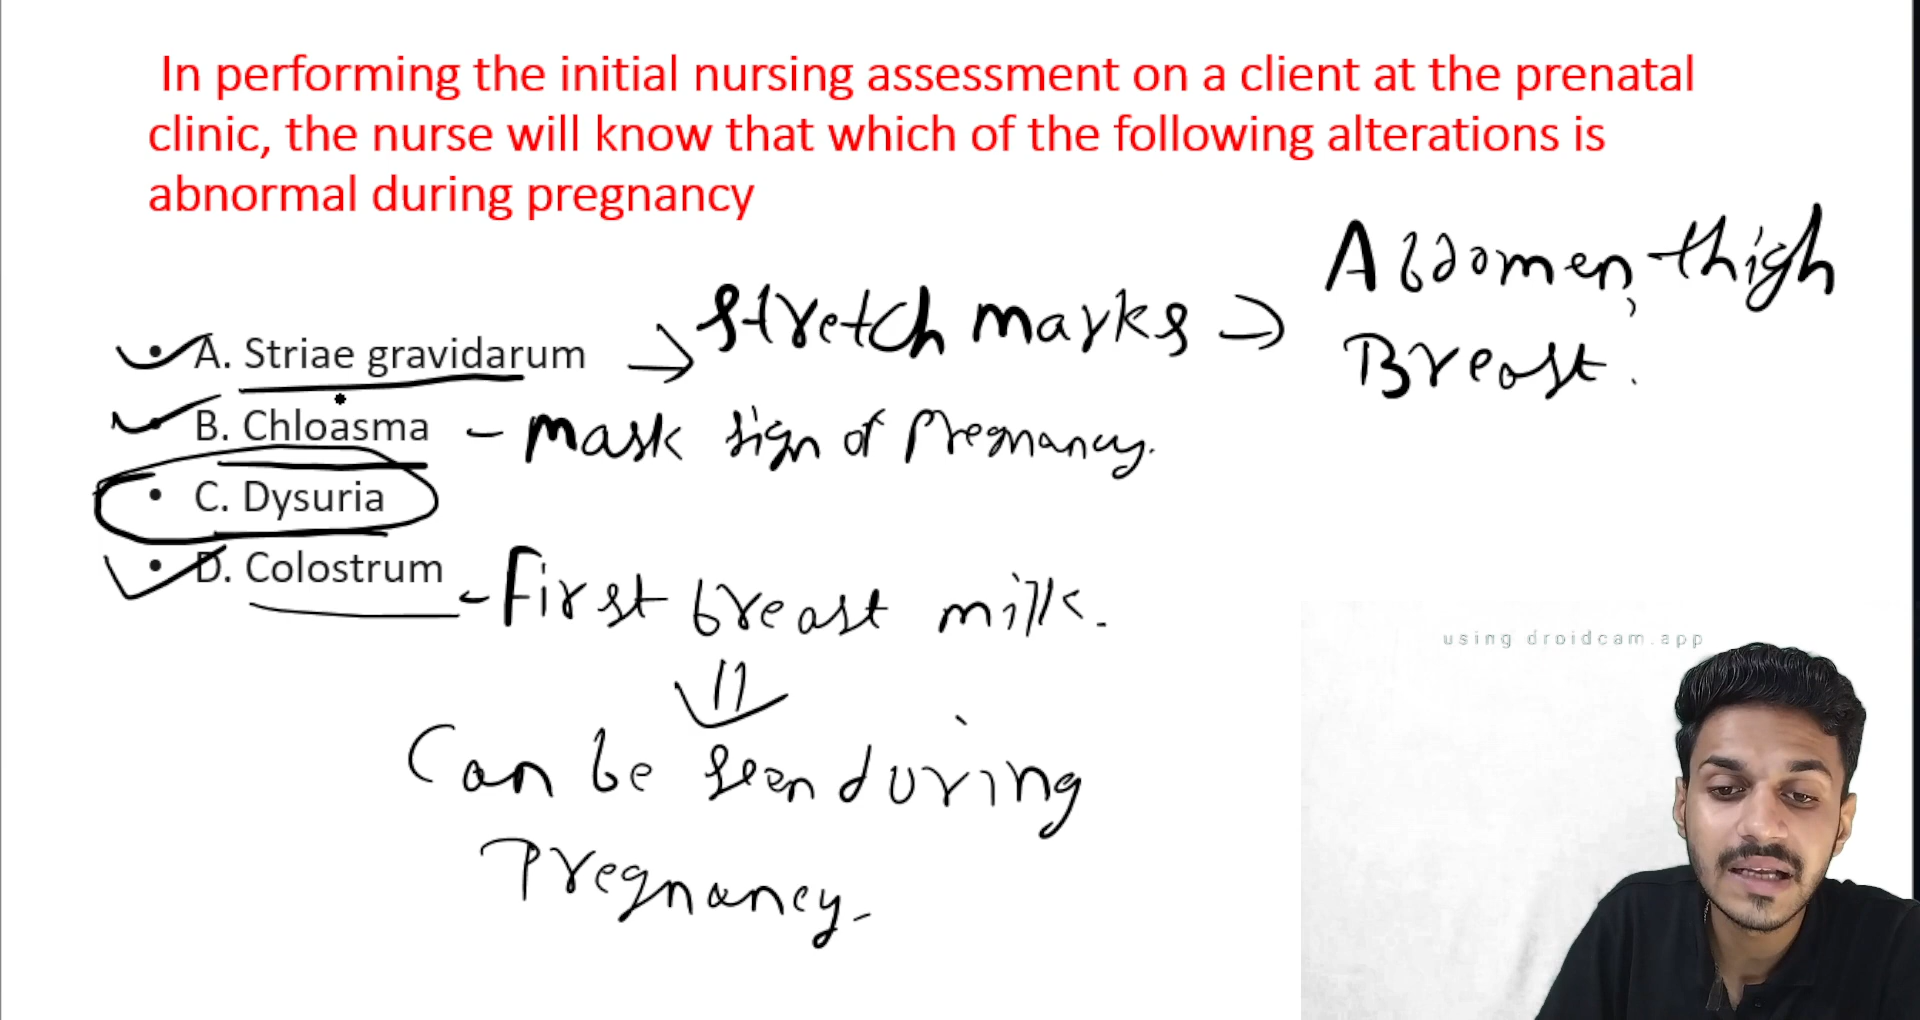 In performing the initial nursing assessment on a client at the prenatal
clinic, the nurse will know that which of the following alterations is
abnormal during pregnancy
• A. Striae gravidarum → Stretch marks → Abdomen, thigh
Breast.
• B. Chloasma - mask sign of Pregnancy.
• C. Dysuria
• D. Colostrum - First breast milk.
Can be seen during
Pregnancy-
using droidcam.app